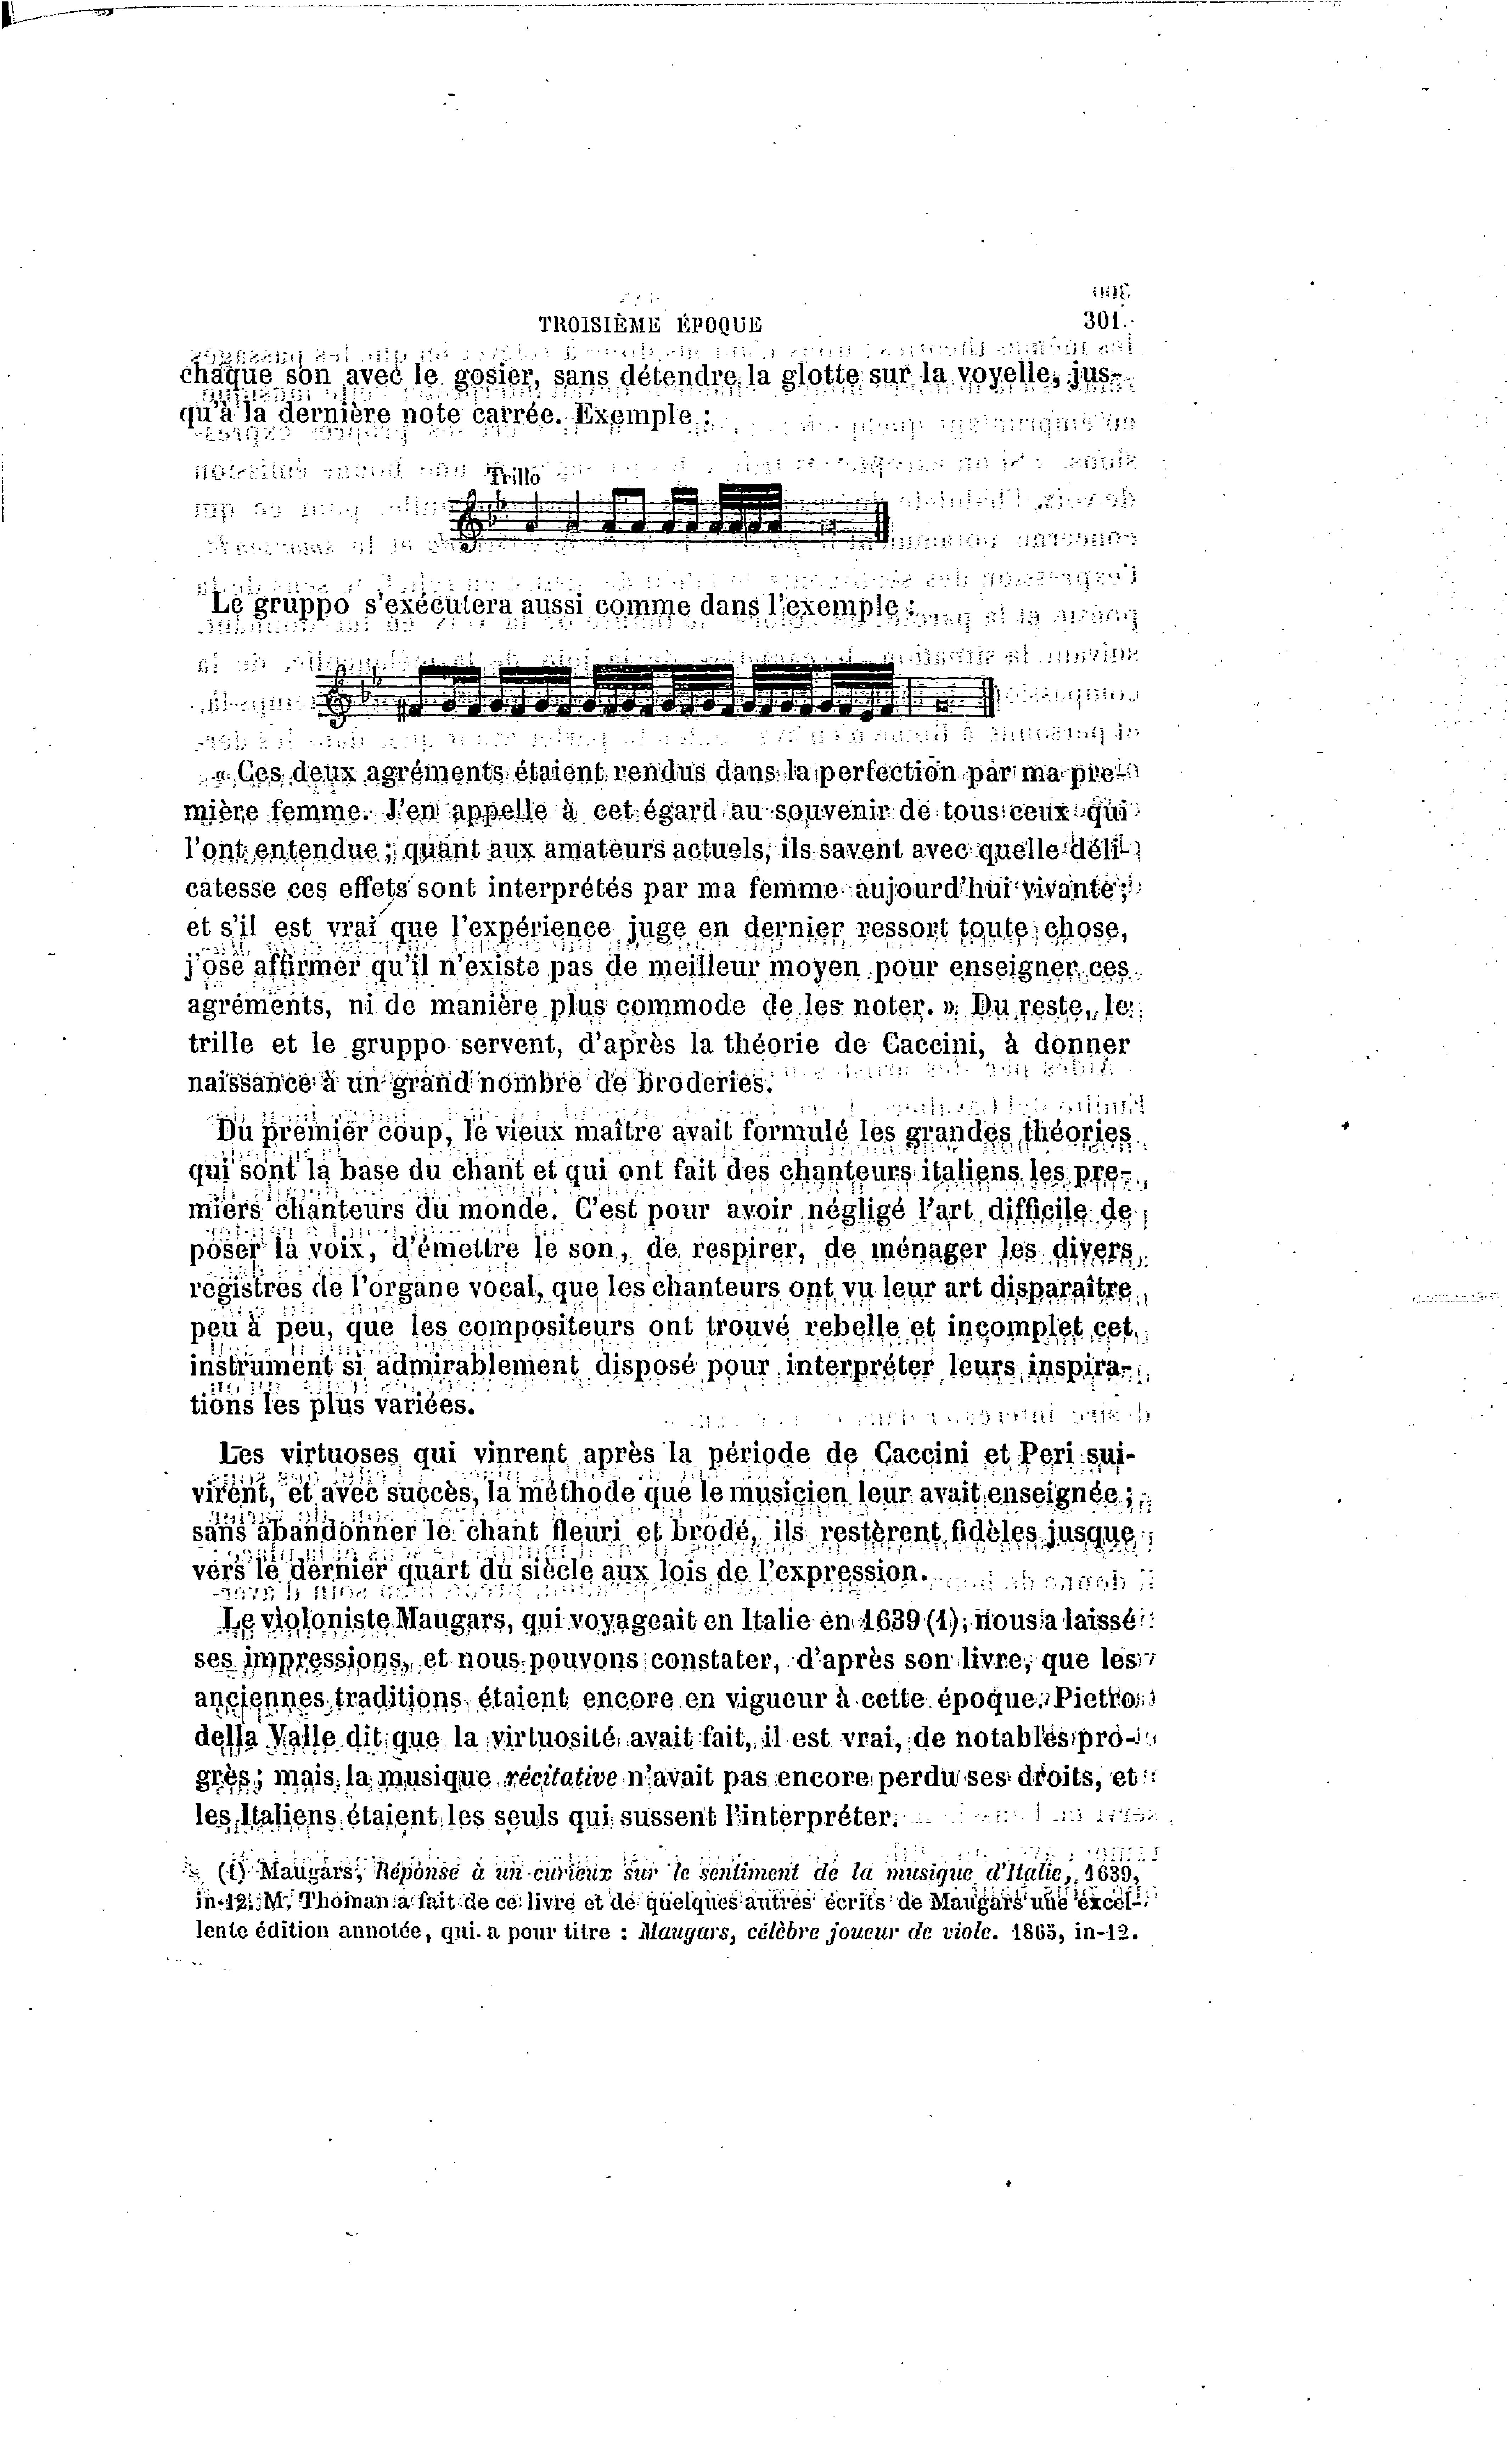 TROISIÈME ÉPOQUE
301
chaque son avec le gosier, sans détendre la glotte sur la voyelle, jus-
qu'à la dernière note carrée. Exemple :
Trillo
Le gruppo s'exécutera aussi comme dans l'exemple :
« Ces deux agréments étaient rendus dans la perfection par ma pre-
mière femme. J'en appelle à cet égard au souvenir de tous ceux qui
l'ont entendue ; quant aux amateurs actuels, ils savent avec quelle déli-
catesse ces effets sont interprétés par ma femme aujourd'hui vivante ;
et s'il est vrai que l'expérience juge en dernier ressort toute chose,
j'ose affirmer qu'il n'existe pas de meilleur moyen pour enseigner ces
agréments, ni de manière plus commode de les noter. » Du reste, le
trille et le gruppo servent, d'après la théorie de Caccini, à donner
naissance à un grand nombre de broderies.
Du premier coup, le vieux maître avait formulé les grandes théories
qui sont la base du chant et qui ont fait des chanteurs italiens les pre-
miers chanteurs du monde. C'est pour avoir négligé l'art difficile de
poser la voix, d'émettre le son, de respirer, de ménager les divers
registres de l'organe vocal, que les chanteurs ont vu leur art disparaître
peu à peu, que les compositeurs ont trouvé rebelle et incomplet cet
instrument si admirablement disposé pour interpréter leurs inspira-
tions les plus variées.
Les virtuoses qui vinrent après la période de Caccini et Peri sui-
virent, et avec succès, la méthode que le musicien leur avait enseignée ;
sans abandonner le chant fleuri et brodé, ils restèrent fidèles jusque
vers le dernier quart du siècle aux lois de l'expression.
Le violoniste Maugars, qui voyageait en Italie en 1639 (1), nous a laissé
ses impressions, et nous pouvons constater, d'après son livre, que les
anciennes traditions étaient encore en vigueur à cette époque. Pietro
della Valle dit que la virtuosité avait fait, il est vrai, de notables pro-
grès ; mais la musique récitative n'avait pas encore perdu ses droits, et
les Italiens étaient les seuls qui sussent l'interpréter.
(1) Maugars, Réponse à un curieux sur le sentiment de la musique d'Italie, 1639,
in-12. M. Thoinan a fait de ce livre et de quelques autres écrits de Maugars une excel-
lente édition annotée, qui a pour titre : Maugars, célèbre joueur de viole. 1865, in-12.